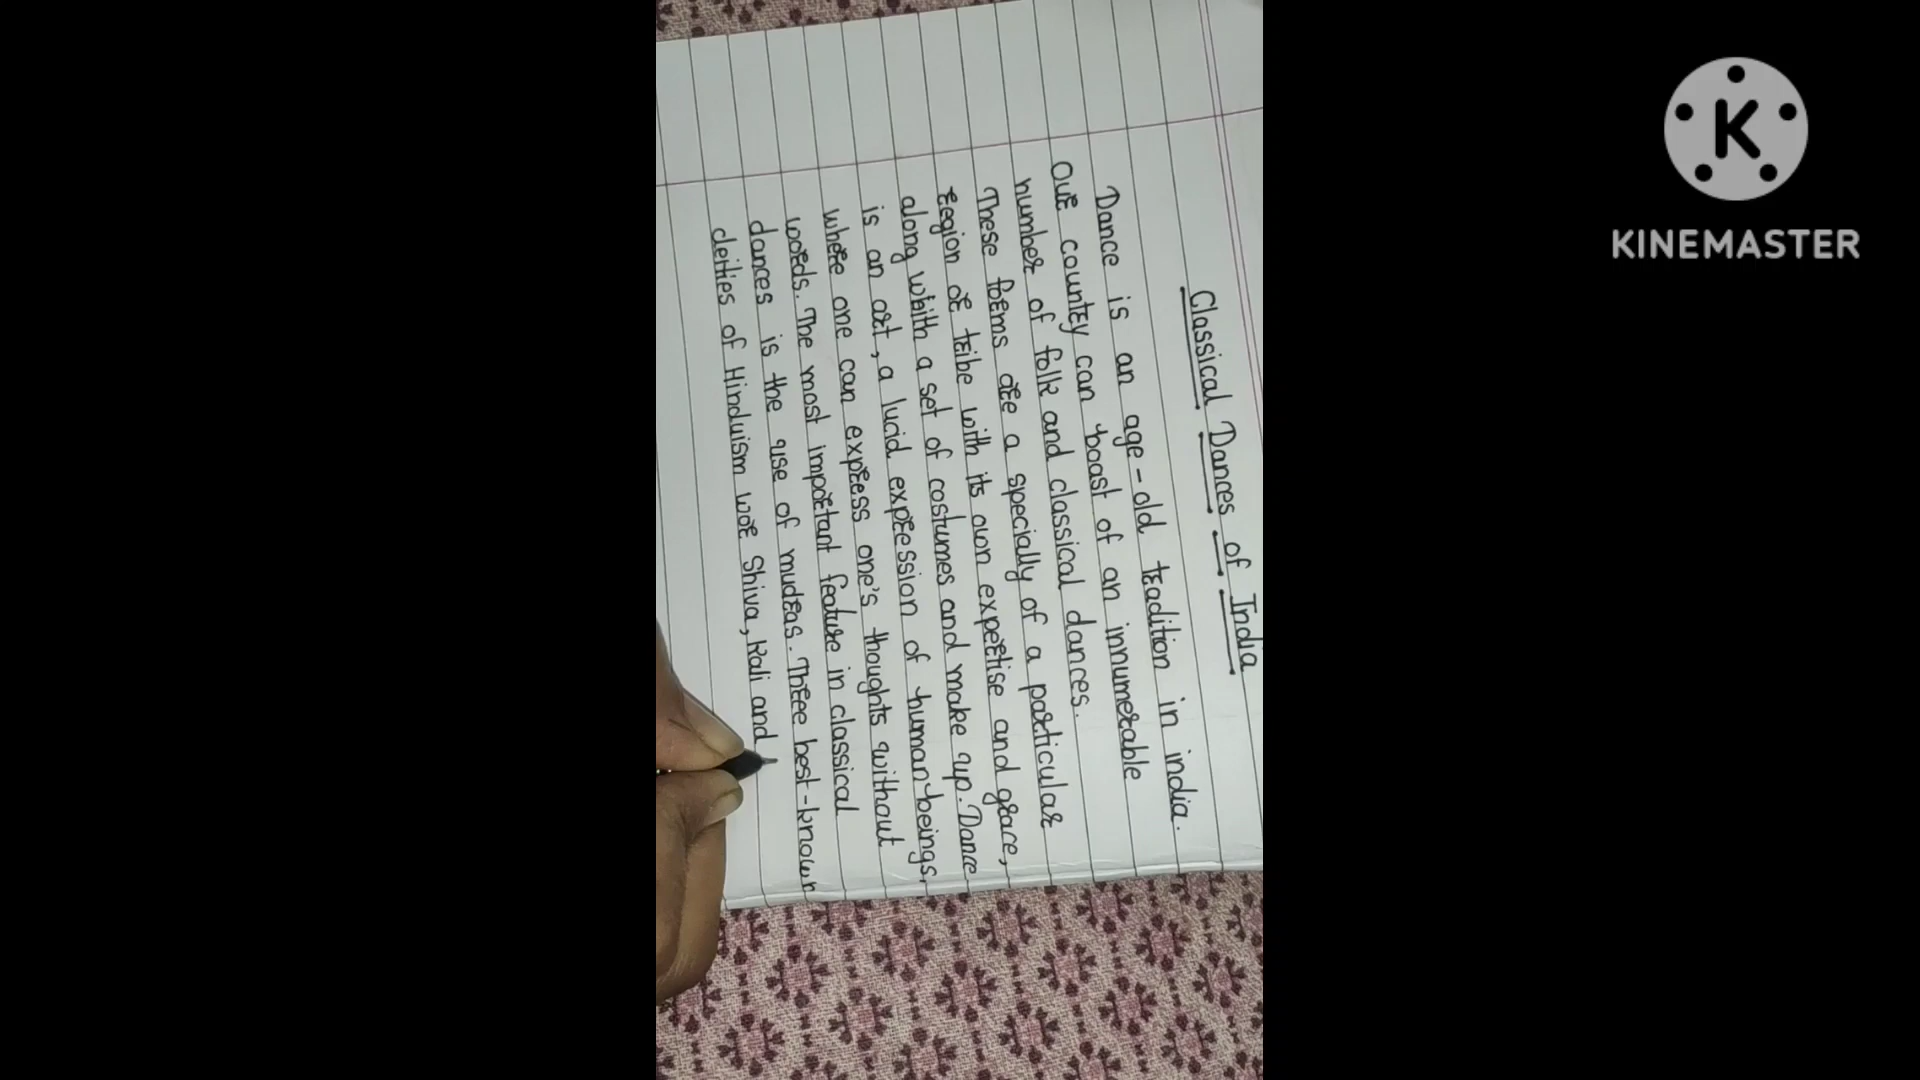 Classical Dances of India
Dance is an age-old tradition in india.
Our country can boast of an innumerable
number of folk and classical dances.
These forms are a specially of a particular
region or tribe with its own expertise and grace,
along whith a set of costumes and make up. Dance
is an art, a lucid expression of human beings,
where one can express one's thoughts without
words. The most important feature in classical
dances is the use of mudras. Three best-known
deities of Hinduism wor Shiva, Kali and
KINEMASTER